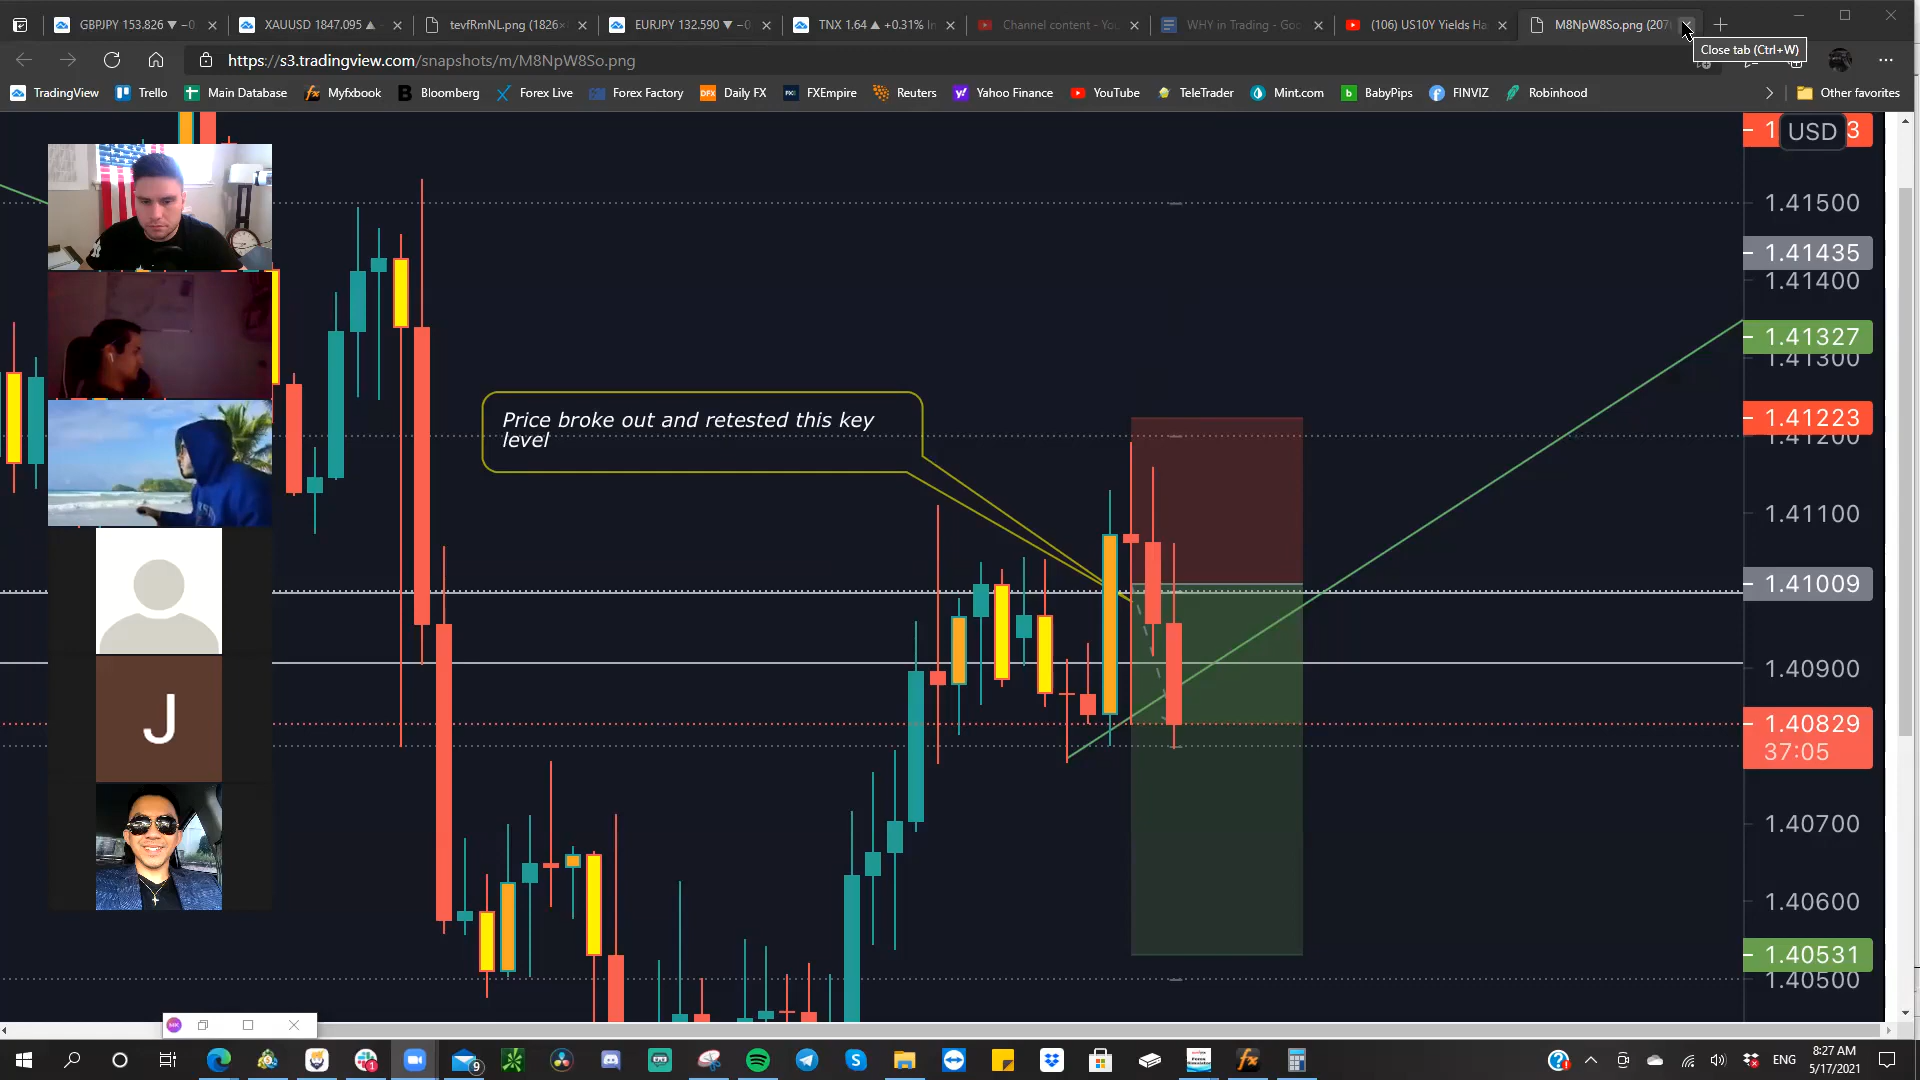 GBPJPY 153.826 ▼ −0
XAUUSD 1847.095 ▲
tevfRmNL.png (1826×
EURJPY 132.590 ▼ −0
TNX 1.64 ▲ +0.31% In
Channel content - You
WHY in Trading - Goo
(106) US10Y Yields Ha
M8NpW8So.png (207
Close tab (Ctrl+W)
https://s3.tradingview.com/snapshots/m/M8NpW8So.png
TradingView
Trello
Main Database
Myfxbook
Bloomberg
Forex Live
Forex Factory
Daily FX
FXEmpire
Reuters
Yahoo Finance
YouTube
TeleTrader
Mint.com
BabyPips
FINVIZ
Robinhood
Other favorites
USD
1.41500
1.41435
1.41400
1.41327
1.41300
1.41223
1.41200
1.41100
1.41009
1.40900
1.40829
37:05
1.40700
1.40600
1.40531
1.40500
Price broke out and retested this key
level
J
9
1
ENG
8:27 AM
5/17/2021